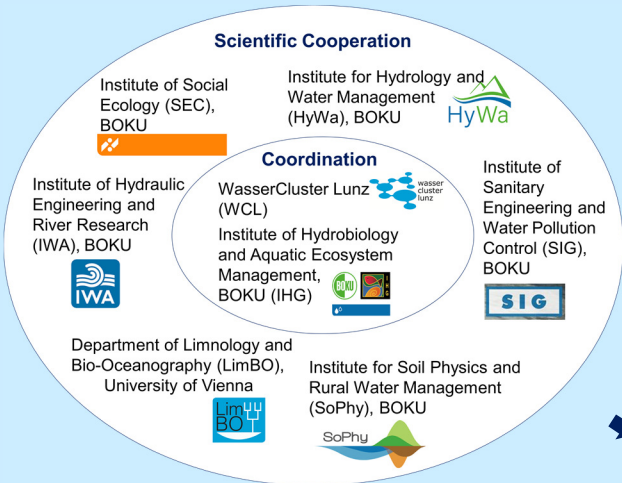 Scientific Cooperation
Institute of Social
Ecology (SEC),
BOKU
Institute for Hydrology and
Water Management
(HyWa), BOKU
HyWa
Coordination
WasserCluster Lunz
(WCL)
wasser
cluster
lunz
Institute of Hydrobiology
and Aquatic Ecosystem
Management,
BOKU (IHG)
BOKU
IHG
Institute of Hydraulic
Engineering and
River Research
(IWA), BOKU
IWA
Institute of
Sanitary
Engineering and
Water Pollution
Control (SIG),
BOKU
SIG
Department of Limnology and
Bio-Oceanography (LimBO),
University of Vienna
Lim
BO
Institute for Soil Physics and
Rural Water Management
(SoPhy), BOKU
SoPhy